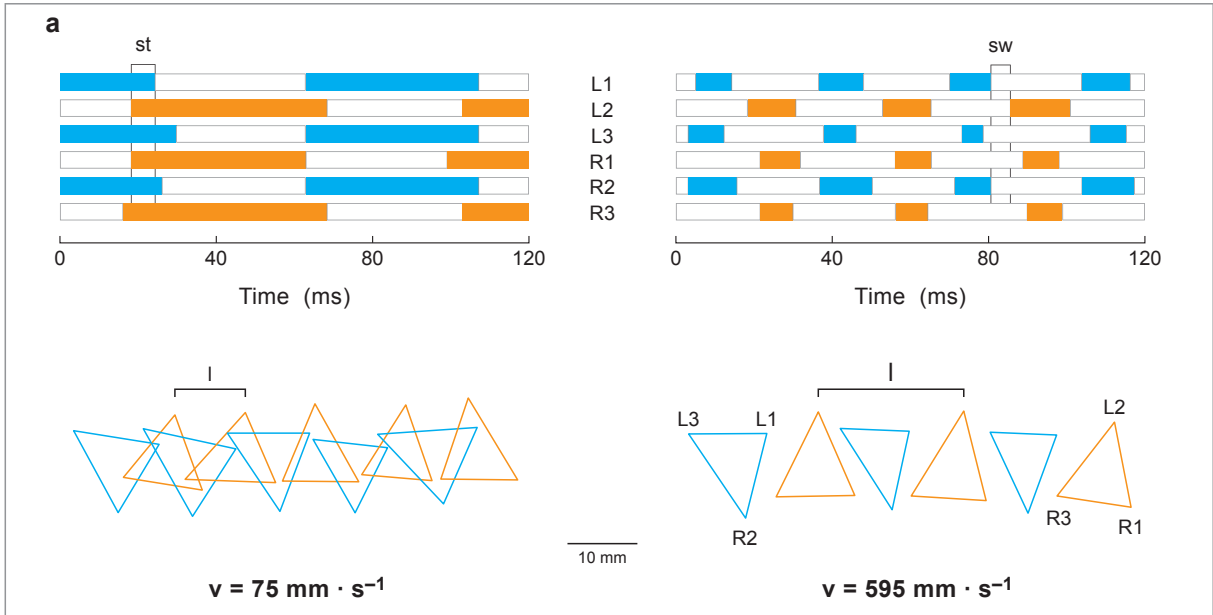 a
st
sw
L1
L2
L3
R1
R2
R3
0 40 80 120
0 40 80 120
Time (ms)
Time (ms)
l
l
L3 L1
L2
R2
R3
R1
10 mm
v = 75 mm · s⁻¹
v = 595 mm · s⁻¹